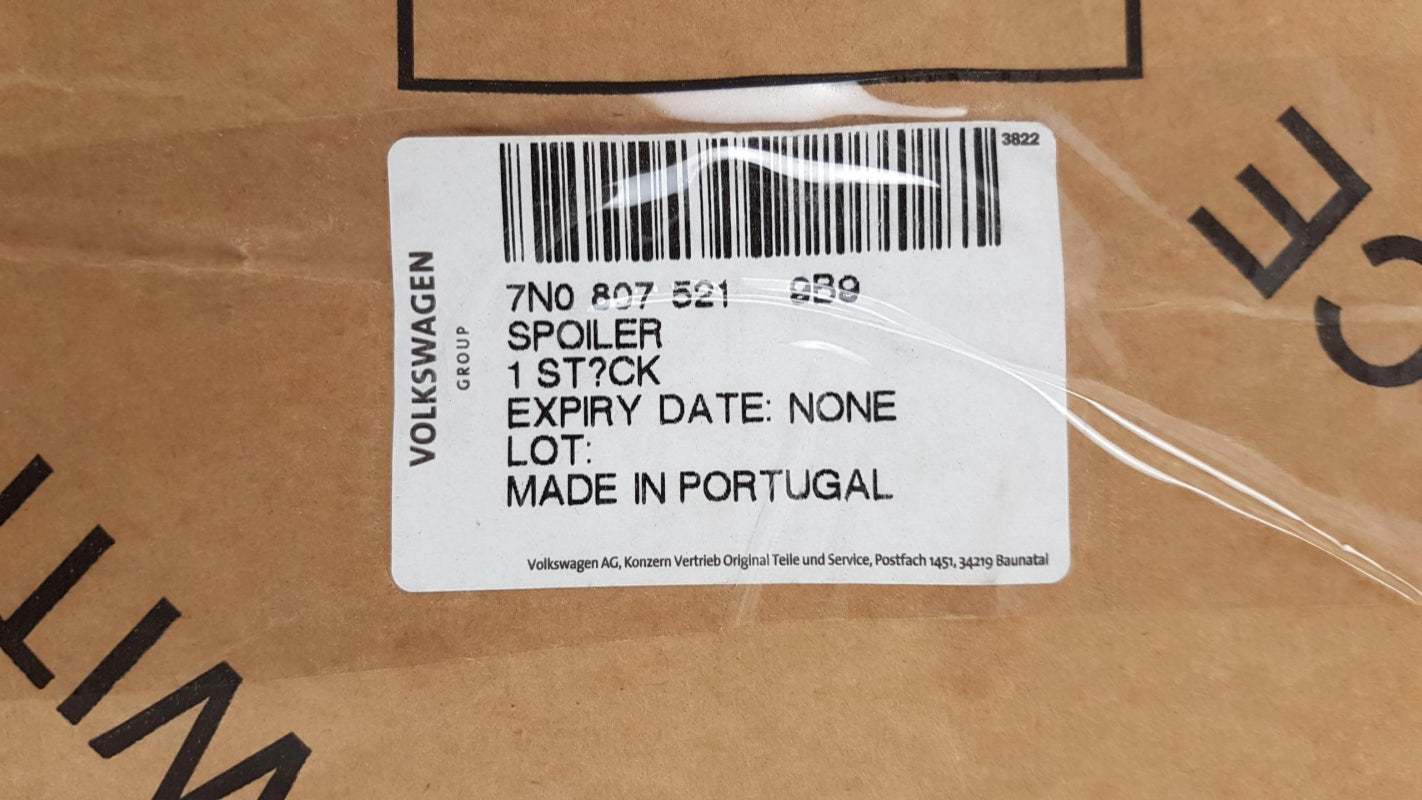 3822
VOLKSWAGEN
GROUP
7N0 807 521 9B9
SPOILER
1 ST?CK
EXPIRY DATE: NONE
LOT:
MADE IN PORTUGAL
Volkswagen AG, Konzern Vertrieb Original Teile und Service, Postfach 1451, 34219 Baunatal